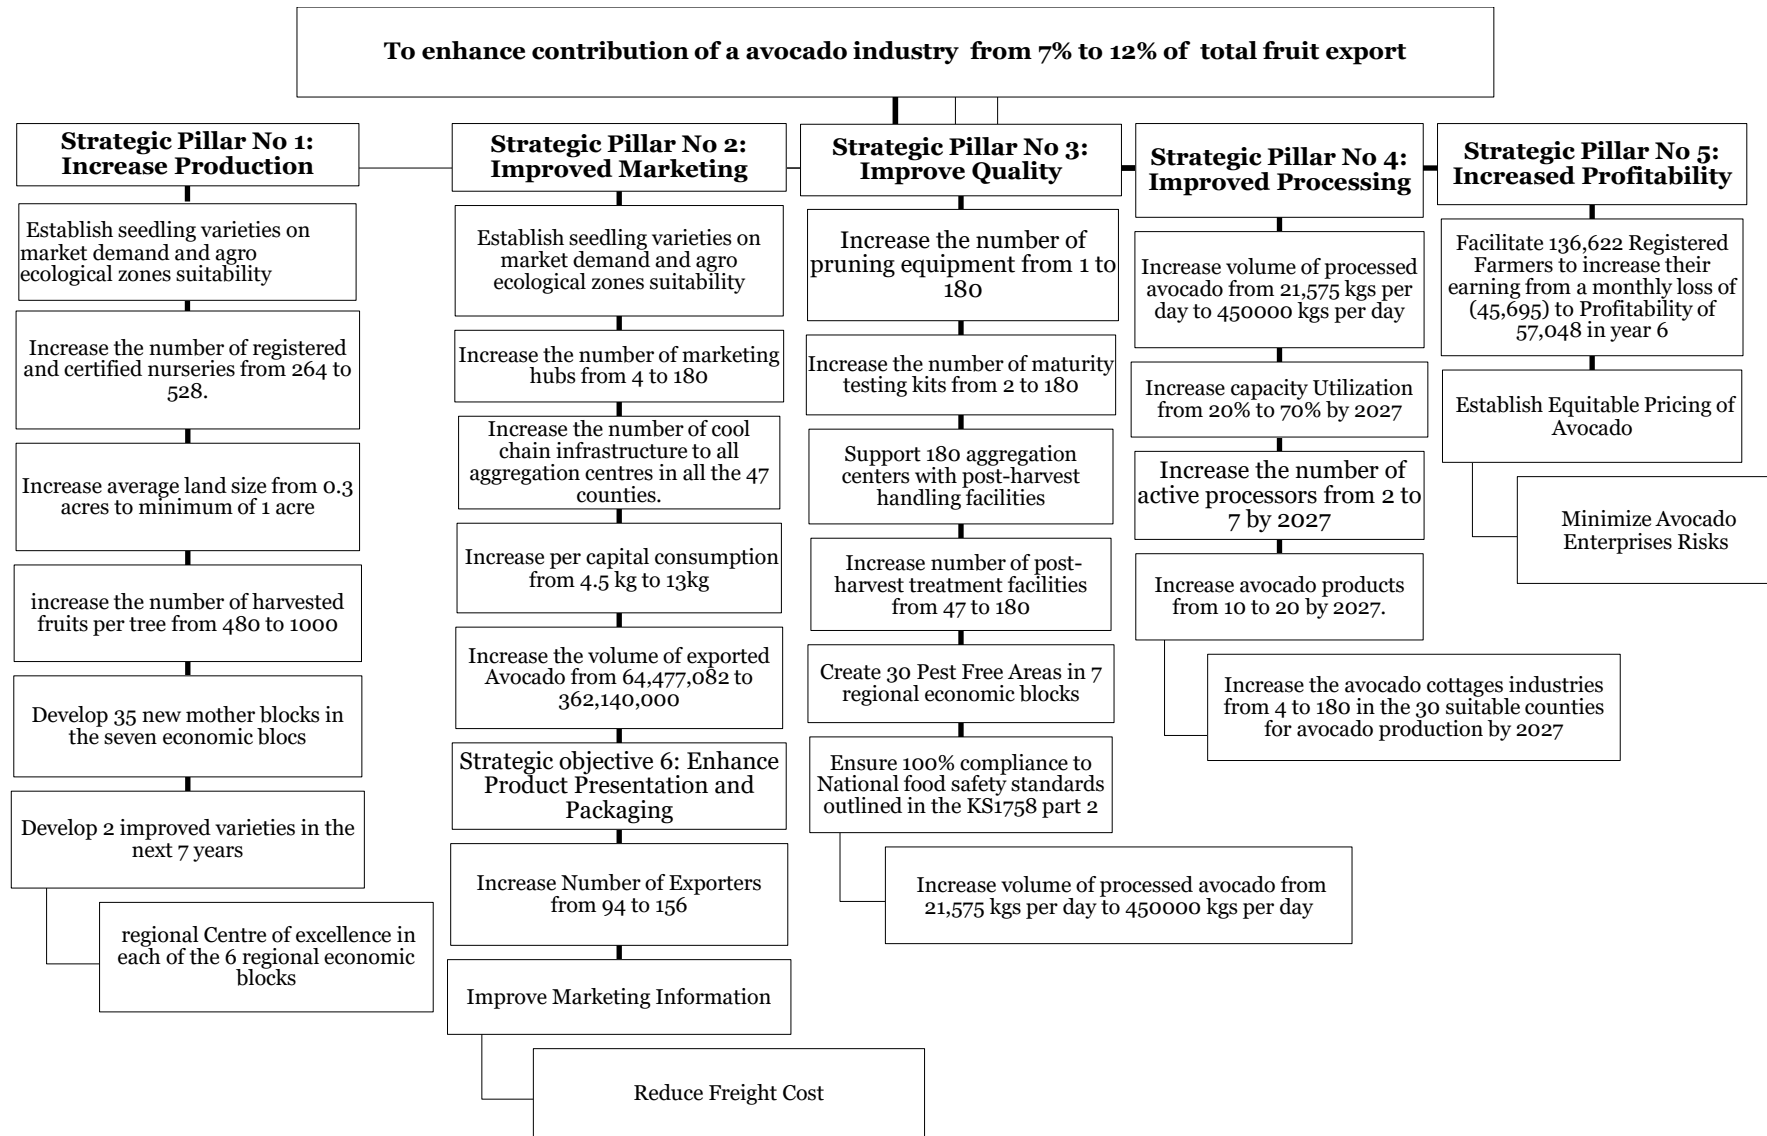 To enhance contribution of a avocado industry from 7% to 12% of total fruit export
Strategic Pillar No 1:
Increase Production
Establish seedling varieties on
market demand and agro
ecological zones suitability
Increase the number of registered
and certified nurseries from 264 to
528.
Increase average land size from 0.3
acres to minimum of 1 acre
increase the number of harvested
fruits per tree from 480 to 1000
Develop 35 new mother blocks in
the seven economic blocs
Develop 2 improved varieties in the
next 7 years
regional Centre of excellence in
each of the 6 regional economic
blocks
Strategic Pillar No 2:
Improved Marketing
Establish seedling varieties on
market demand and agro
ecological zones suitability
Increase the number of marketing
hubs from 4 to 180
Increase the number of cool
chain infrastructure to all
aggregation centres in all the 47
counties.
Increase per capital consumption
from 4.5 kg to 13kg
Increase the volume of exported
Avocado from 64,477,082 to
362,140,000
Strategic objective 6: Enhance
Product Presentation and
Packaging
Increase Number of Exporters
from 94 to 156
Improve Marketing Information
Reduce Freight Cost
Strategic Pillar No 3:
Improve Quality
Increase the number of
pruning equipment from 1 to
180
Increase the number of maturity
testing kits from 2 to 180
Support 180 aggregation
centers with post-harvest
handling facilities
Increase number of post-
harvest treatment facilities
from 47 to 180
Create 30 Pest Free Areas in 7
regional economic blocks
Ensure 100% compliance to
National food safety standards
outlined in the KS1758 part 2
Increase volume of processed avocado from
21,575 kgs per day to 450000 kgs per day
Strategic Pillar No 4:
Improved Processing
Increase volume of processed
avocado from 21,575 kgs per
day to 450000 kgs per day
Increase capacity Utilization
from 20% to 70% by 2027
Increase the number of
active processors from 2 to
7 by 2027
Increase avocado products
from 10 to 20 by 2027.
Increase the avocado cottages industries
from 4 to 180 in the 30 suitable counties
for avocado production by 2027
Strategic Pillar No 5:
Increased Profitability
Facilitate 136,622 Registered
Farmers to increase their
earning from a monthly loss of
(45,695) to Profitability of
57,048 in year 6
Establish Equitable Pricing of
Avocado
Minimize Avocado
Enterprises Risks